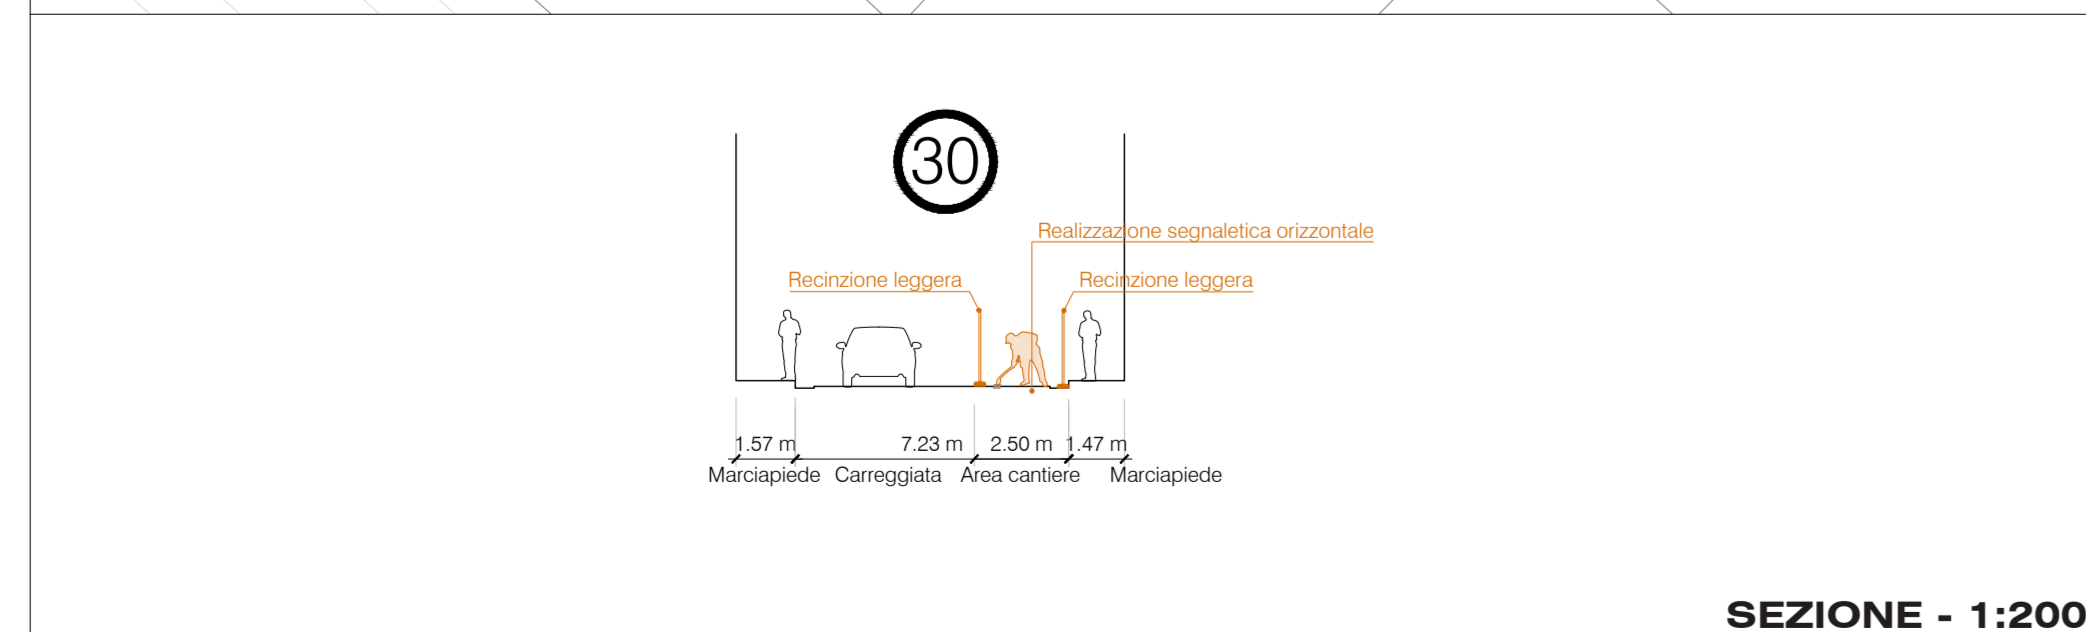 30
Realizzazione segnaletica orizzontale
Recinzione leggera
Recinzione leggera
1.57 m 7.23 m 2.50 m 1.47 m
Marciapiede Carreggiata Area cantiere Marciapiede
SEZIONE - 1:200